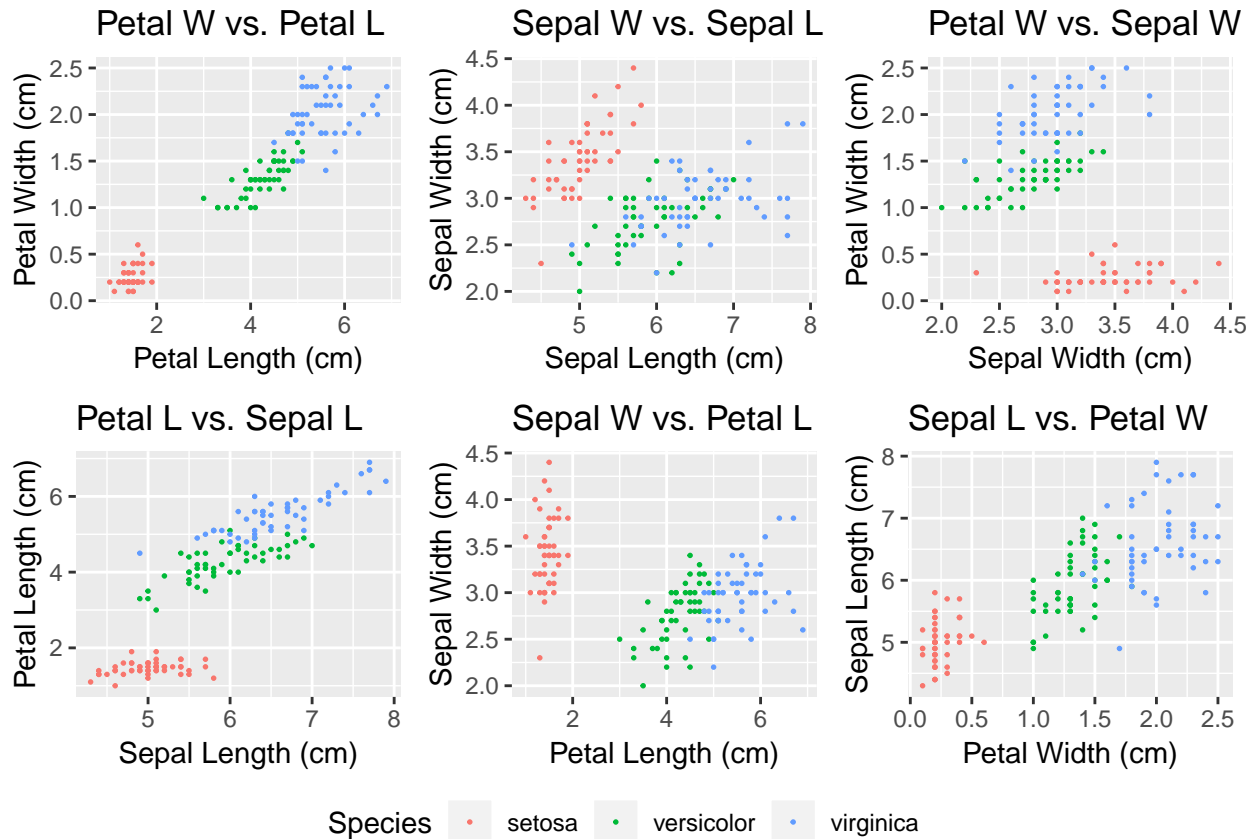 Petal W vs. Petal L
Petal Width (cm)
2.5
2.0
1.5
1.0
0.5
0.0
2 4 6
Petal Length (cm)
Sepal W vs. Sepal L
Sepal Width (cm)
4.5
4.0
3.5
3.0
2.5
2.0
5 6 7 8
Sepal Length (cm)
Petal W vs. Sepal W
Petal Width (cm)
2.5
2.0
1.5
1.0
0.5
0.0
2.0 2.5 3.0 3.5 4.0 4.5
Sepal Width (cm)
Petal L vs. Sepal L
Petal Length (cm)
6
4
2
5 6 7 8
Sepal Length (cm)
Sepal W vs. Petal L
Sepal Width (cm)
4.5
4.0
3.5
3.0
2.5
2.0
2 4 6
Petal Length (cm)
Sepal L vs. Petal W
Sepal Length (cm)
8
7
6
5
0.0 0.5 1.0 1.5 2.0 2.5
Petal Width (cm)
Species setosa versicolor virginica